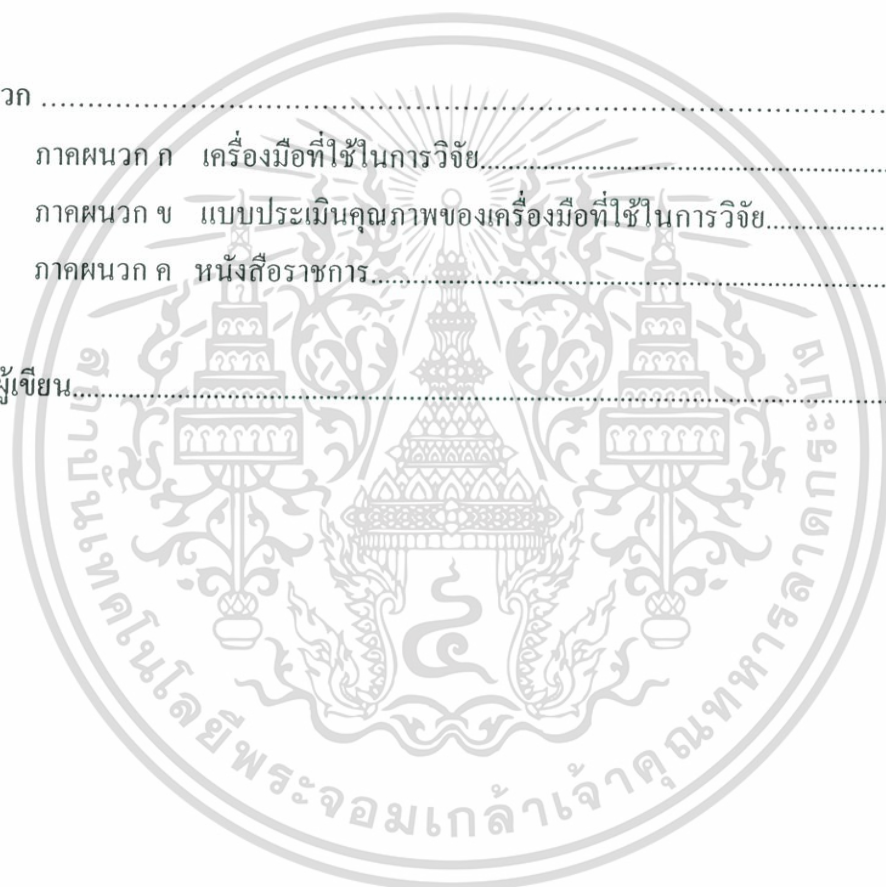 วก ........................................................................
ภาคผนวก ก เครื่องมือที่ใช้ในการวิจัย........................................
ภาคผนวก ข แบบประเมินคุณภาพของเครื่องมือที่ใช้ในการวิจัย...............
ภาคผนวก ค หนังสือราชการ........................................
ผู้เขียน........................................................................
สถาบันเทคโนโลยีพระจอมเกล้าเจ้าคุณทหารลาดกระบัง
๔